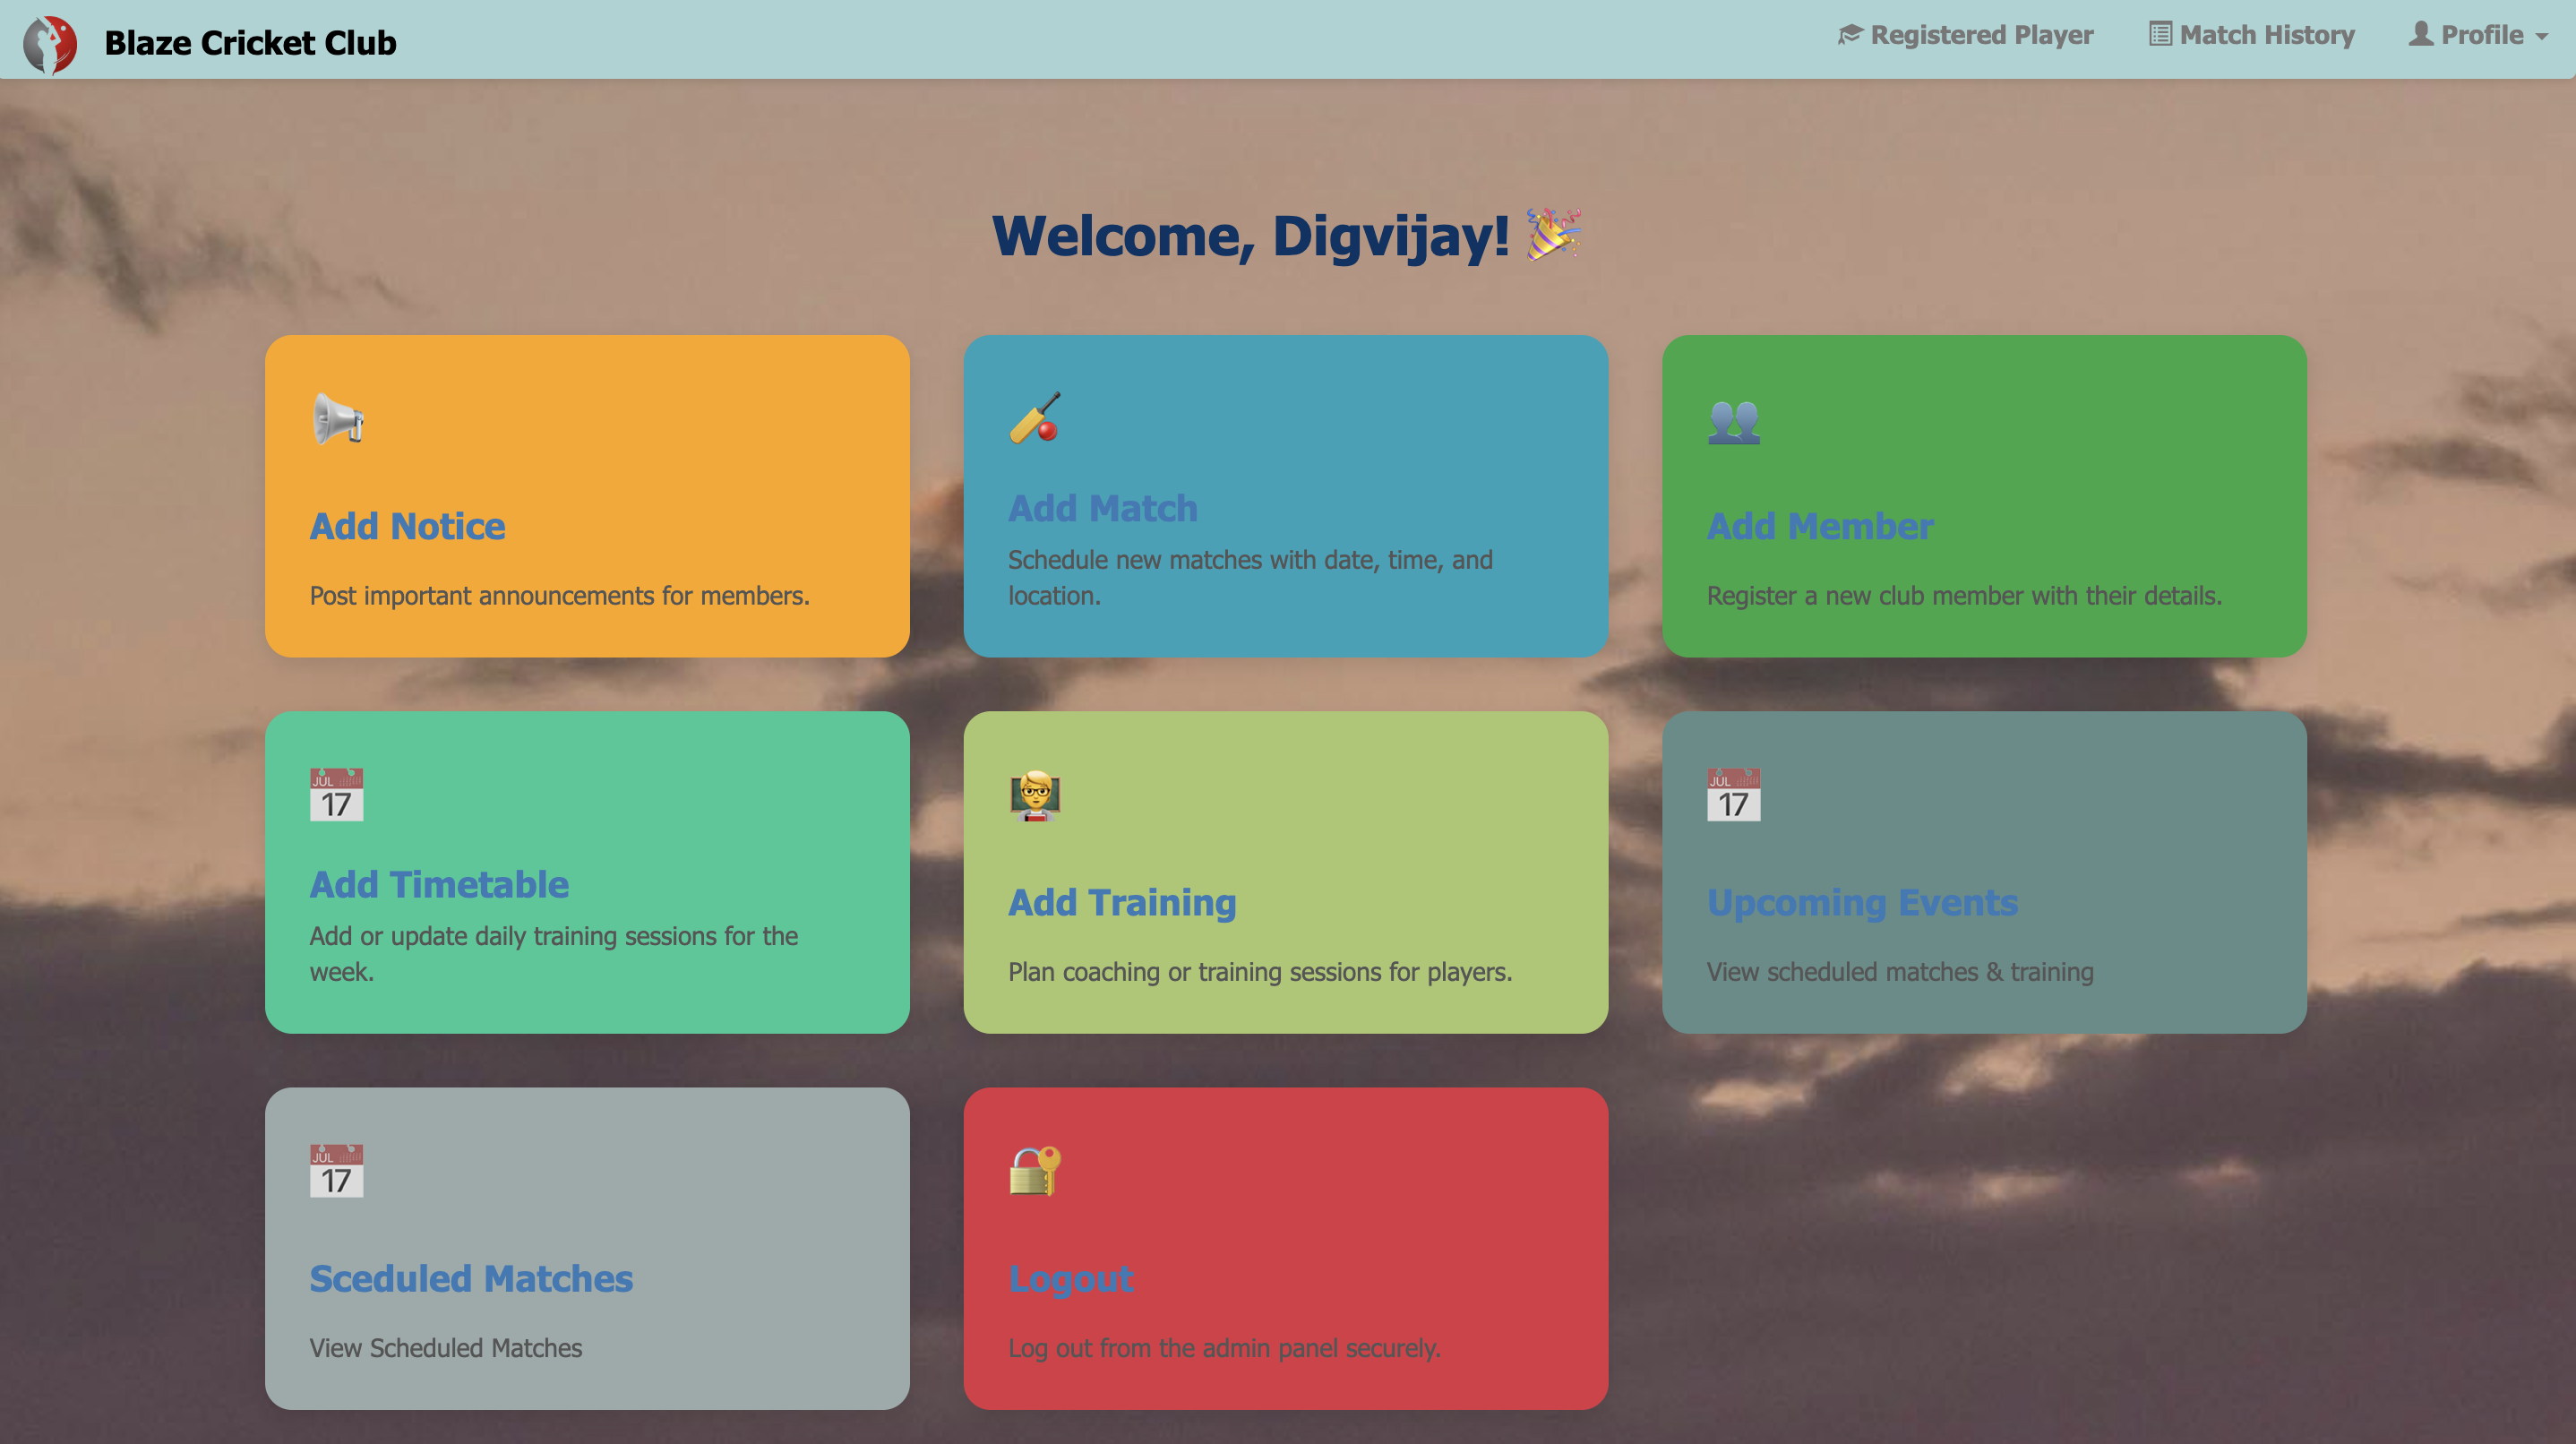 Blaze Cricket Club
Registered Player
Match History
Profile
Welcome, Digvijay!
Add Notice
Post important announcements for members.
Add Match
Schedule new matches with date, time, and
location.
Add Member
Register a new club member with their details.
JUL
17
Add Timetable
Add or update daily training sessions for the
week.
Add Training
Plan coaching or training sessions for players.
JUL
17
Upcoming Events
View scheduled matches & training
JUL
17
Sceduled Matches
View Scheduled Matches
Logout
Log out from the admin panel securely.